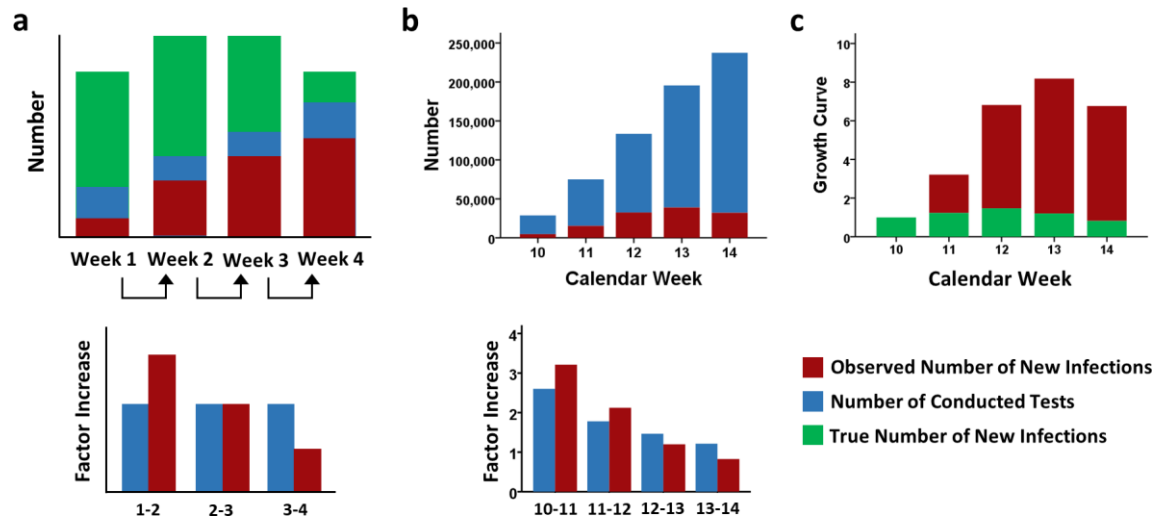 a
Number
Week 1 Week 2 Week 3 Week 4
Factor Increase
1-2 2-3 3-4
b
Number
250,000
200,000
150,000
100,000
50,000
0
10 11 12 13 14
Calendar Week
Factor Increase
4
3
2
1
0
10-11 11-12 12-13 13-14
c
Growth Curve
10
8
6
4
2
0
10 11 12 13 14
Calendar Week
Observed Number of New Infections
Number of Conducted Tests
True Number of New Infections